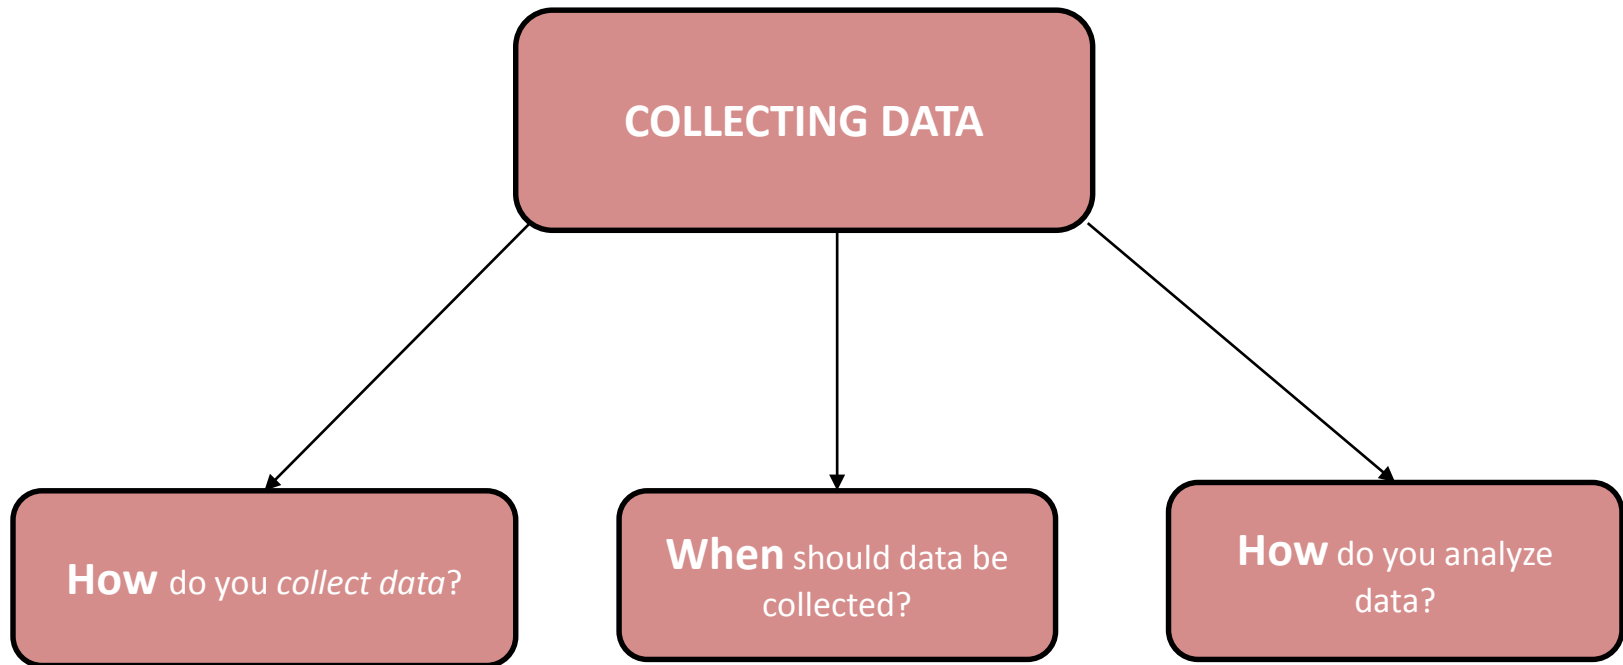 COLLECTING DATA
How do you collect data?
When should data be
collected?
How do you analyze
data?